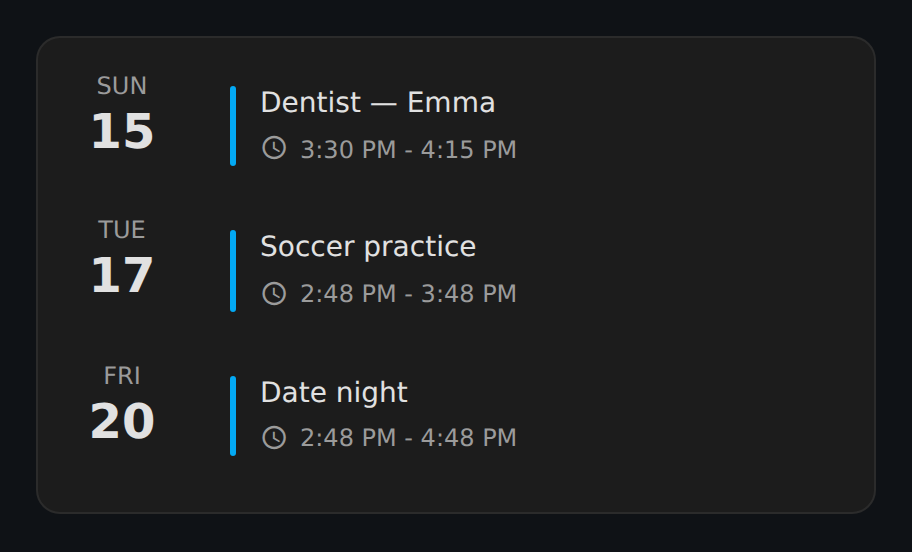 SUN
15
Dentist — Emma
3:30 PM - 4:15 PM
TUE
17
Soccer practice
2:48 PM - 3:48 PM
FRI
20
Date night
2:48 PM - 4:48 PM